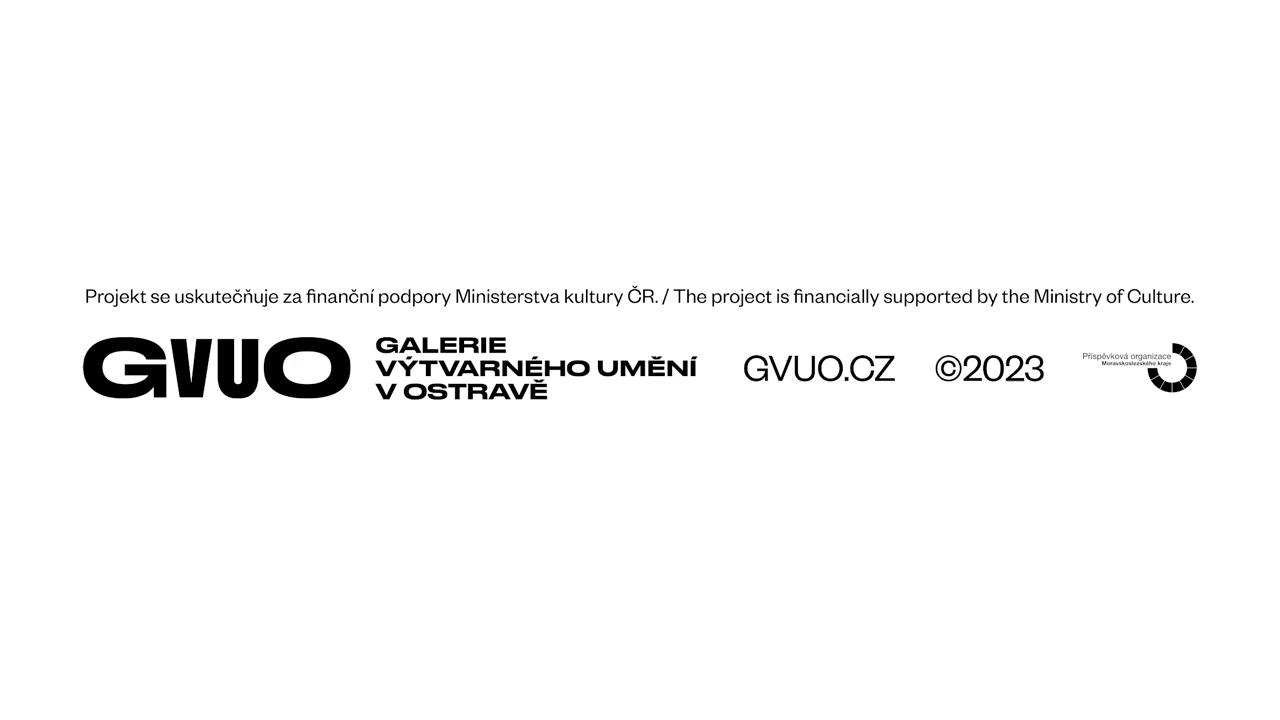 Projekt se uskutečňuje za finanční podpory Ministerstva kultury ČR. / The project is financially supported by the Ministry of Culture.
GVUO
GALERIE
VÝTVARNÉHO UMĚNÍ
V OSTRAVĚ
GVUO.CZ
©2023
Příspěvková organizace
Moravskoslezského kraje